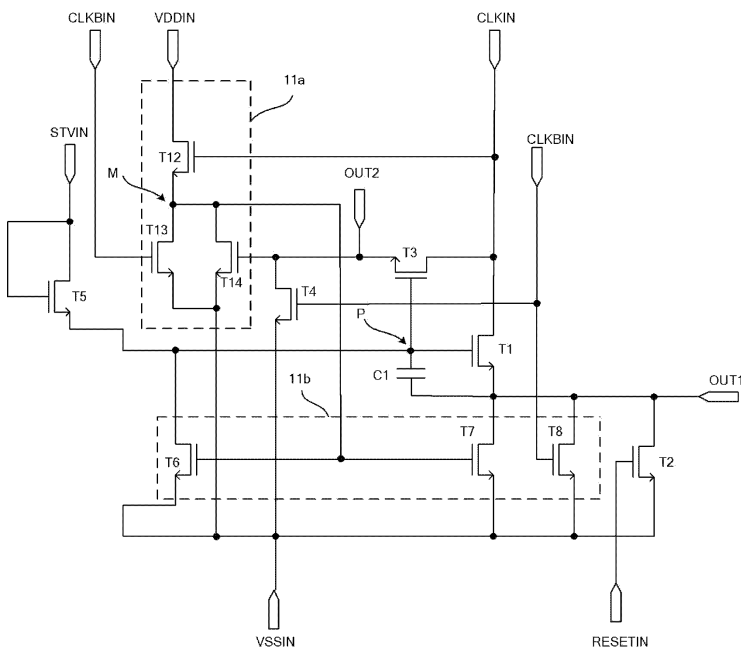 CLKBIN
VDDIN
CLKIN
11a
STVIN
CLKBIN
T12
OUT2
M
T13
T3
T14
T5
T4
P
T1
C1
OUT1
11b
T7
T8
T6
T2
VSSIN
RESETIN